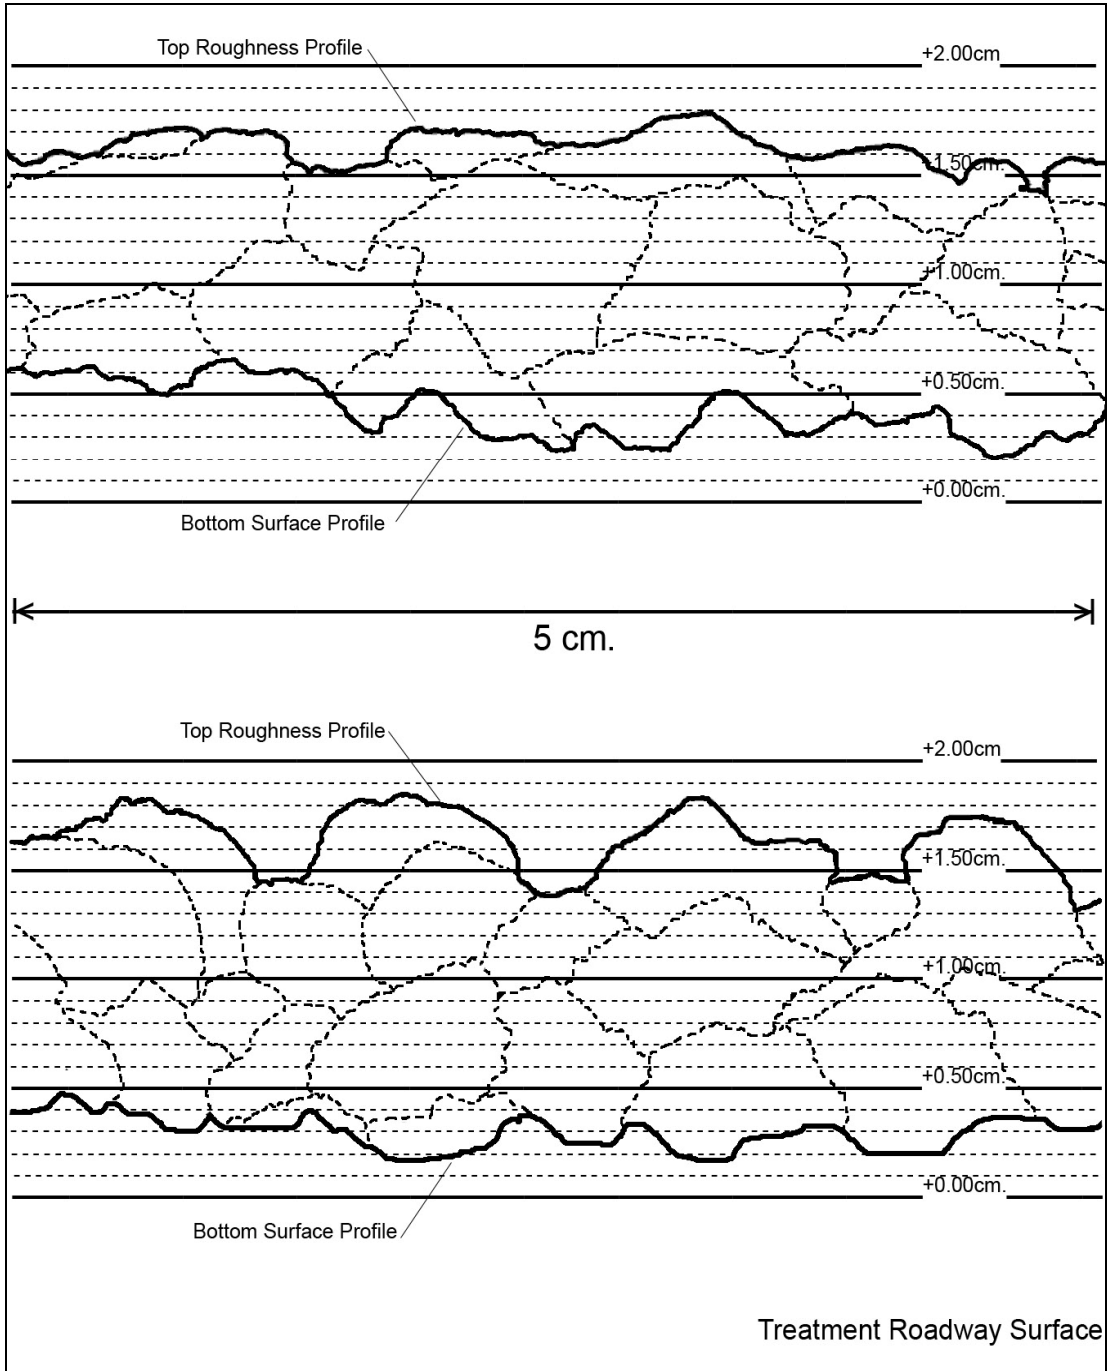 Top Roughness Profile
+2.00cm
+1.50cm.
+1.00cm.
+0.50cm.
+0.00cm.
Bottom Surface Profile
5 cm.
Top Roughness Profile
+2.00cm
+1.50cm.
+1.00cm.
+0.50cm.
+0.00cm.
Bottom Surface Profile
Treatment Roadway Surface